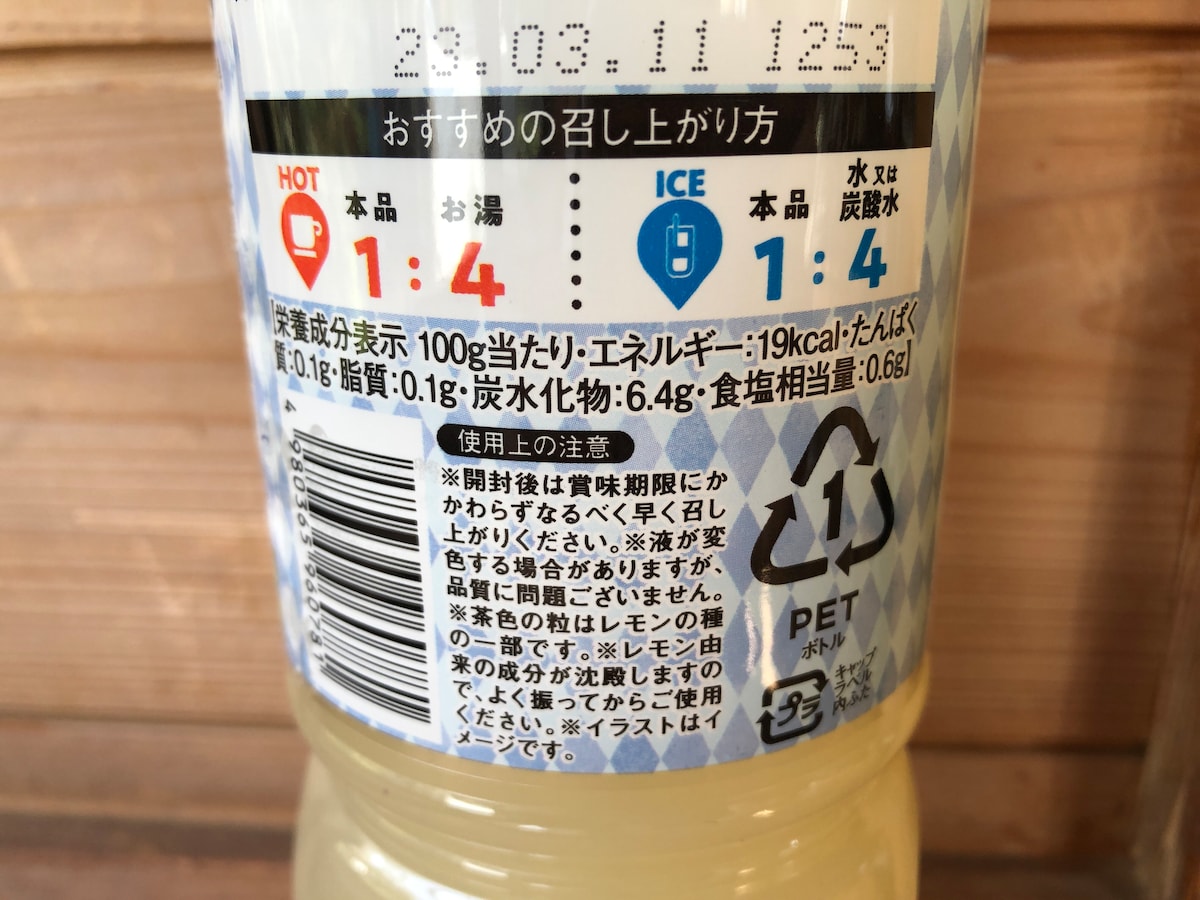 23.03.11 1253
おすすめの召し上がり方
HOT
本品 お湯
1:4
ICE
本品 水又は炭酸水
1:4
【栄養成分表示 100g当たり・エネルギー:19kcal・たんぱく
質:0.1g・脂質:0.1g・炭水化物:6.4g・食塩相当量:0.6g】
使用上の注意
※開封後は賞味期限にか
かわらずなるべく早く召し
上がりください。※液が変
色する場合がありますが、
品質に問題ございません。
※茶色の粒はレモンの種
の一部です。※レモン由
来の成分が沈殿しますの
で、よく振ってからご使用
ください。※イラストはイ
メージです。
4 980365 196078
1
PET
ボトル
プラ
キャップ
ラベル
内ふた